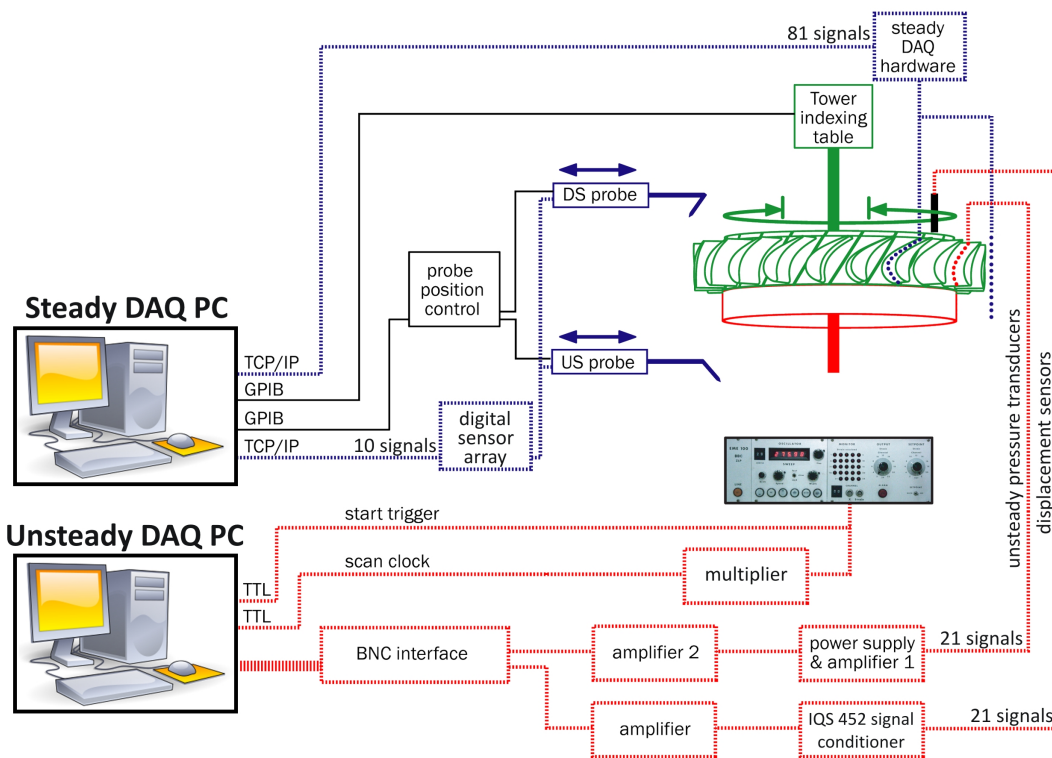 81 signals
steady
DAQ
hardware
Tower
indexing
table
DS probe
probe
position
control
US probe
Steady DAQ PC
TCP/IP
GPIB
GPIB
TCP/IP
10 signals
digital
sensor
array
unsteady pressure transducers
displacement sensors
Unsteady DAQ PC
start trigger
scan clock
TTL
TTL
multiplier
BNC interface
amplifier 2
power supply
& amplifier 1
21 signals
amplifier
IQS 452 signal
conditioner
21 signals